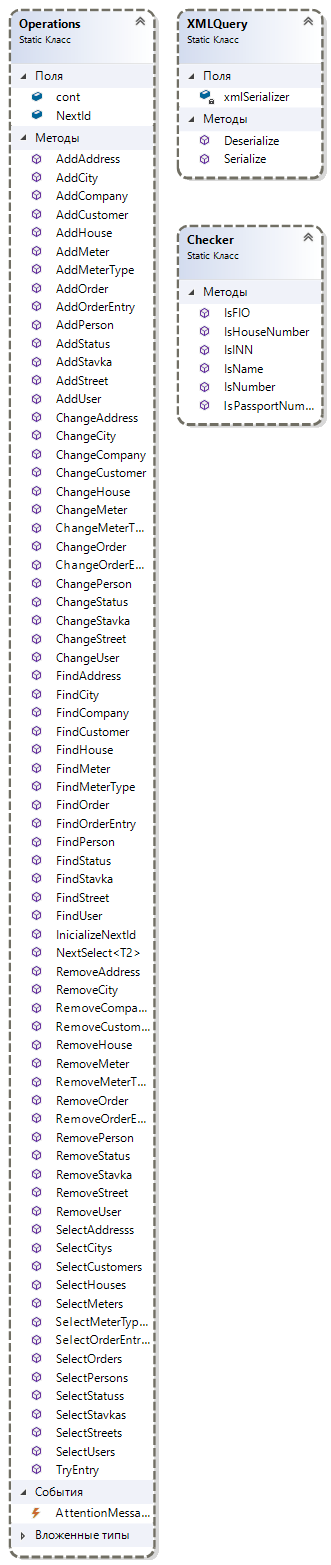 Operations
Static Класс
Поля
cont
NextId
Методы
AddAddress
AddCity
AddCompany
AddCustomer
AddHouse
AddMeter
AddMeterType
AddOrder
AddOrderEntry
AddPerson
AddStatus
AddStavka
AddStreet
AddUser
ChangeAddress
ChangeCity
ChangeCompany
ChangeCustomer
ChangeHouse
ChangeMeter
ChangeMeterT...
ChangeOrder
ChangeOrderE...
ChangePerson
ChangeStatus
ChangeStavka
ChangeStreet
ChangeUser
FindAddress
FindCity
FindCompany
FindCustomer
FindHouse
FindMeter
FindMeterType
FindOrder
FindOrderEntry
FindPerson
FindStatus
FindStavka
FindStreet
FindUser
InicializeNextId
NextSelect<T2>
RemoveAddress
RemoveCity
RemoveCompa...
RemoveCustom...
RemoveHouse
RemoveMeter
RemoveMeterT...
RemoveOrder
RemoveOrderE...
RemovePerson
RemoveStatus
RemoveStavka
RemoveStreet
RemoveUser
SelectAddresss
SelectCitys
SelectCustomers
SelectHouses
SelectMeters
SelectMeterTyp...
SelectOrderEntr...
SelectOrders
SelectPersons
SelectStatuss
SelectStavkas
SelectStreets
SelectUsers
TryEntry
События
AttentionMessa...
Вложенные типы
XMLQuery
Static Класс
Поля
xmlSerializer
Методы
Deserialize
Serialize
Checker
Static Класс
Методы
IsFIO
IsHouseNumber
IsINN
IsName
IsNumber
IsPassportNum...